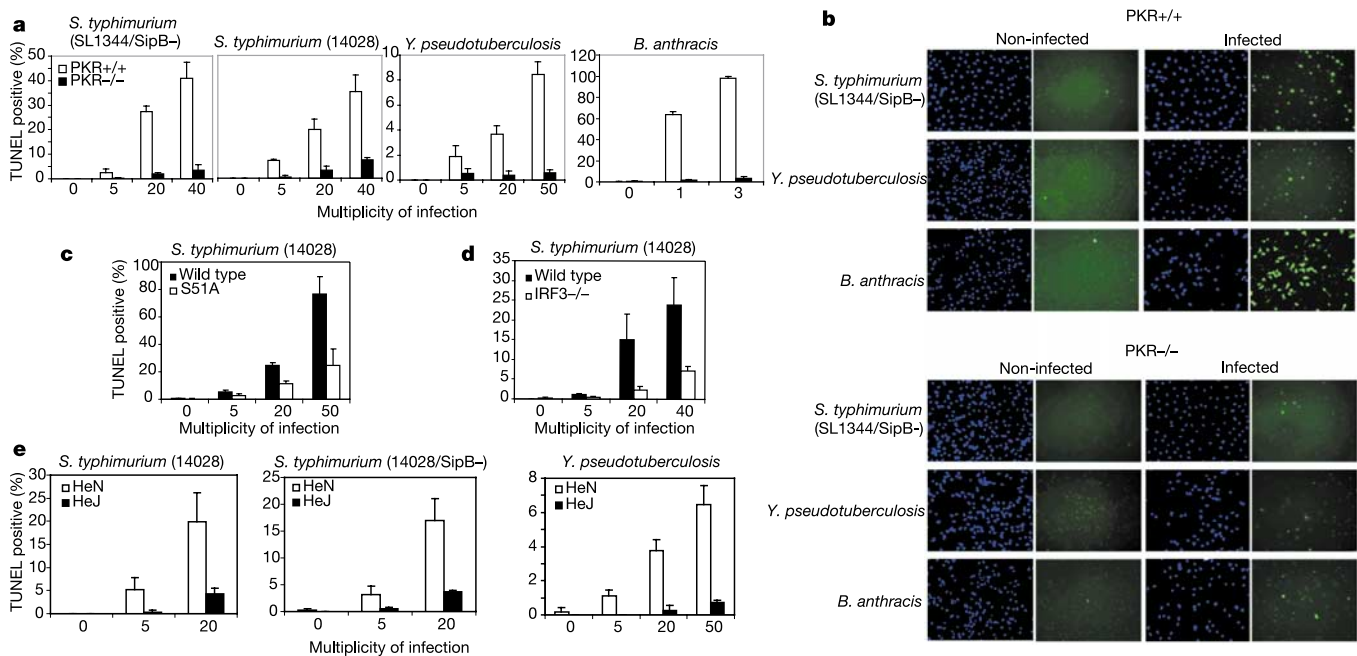 a
S. typhimurium
(SL1344/SipB–)
S. typhimurium (14028)
Y. pseudotuberculosis
B. anthracis
TUNEL positive (%)
50
40
30
20
10
0
PKR+/+
PKR–/–
0 5 20 40
50
40
30
20
10
0
0 5 20 40
8
6
4
2
0
0 5 20 50
120
100
80
60
40
20
0
0 1 3
Multiplicity of infection
b
PKR+/+
Non-infected Infected
S. typhimurium
(SL1344/SipB–)
Y. pseudotuberculosis
B. anthracis
PKR–/–
Non-infected Infected
S. typhimurium
(SL1344/SipB-)
Y. pseudotuberculosis
B. anthracis
c
S. typhimurium (14028)
TUNEL positive (%)
100
80
60
40
20
0
Wild type
S51A
0 5 20 50
Multiplicity of infection
d
S. typhimurium (14028)
35
30
25
20
15
10
5
0
Wild type
IRF3–/–
0 5 20 40
Multiplicity of infection
e
S. typhimurium (14028)
TUNEL positive (%)
30
25
20
15
10
5
0
HeN
HeJ
0 5 20
S. typhimurium (14028/SipB–)
25
20
15
10
5
0
HeN
HeJ
0 5 20
Multiplicity of infection
Y. pseudotuberculosis
8
6
4
2
0
HeN
HeJ
0 5 20 50